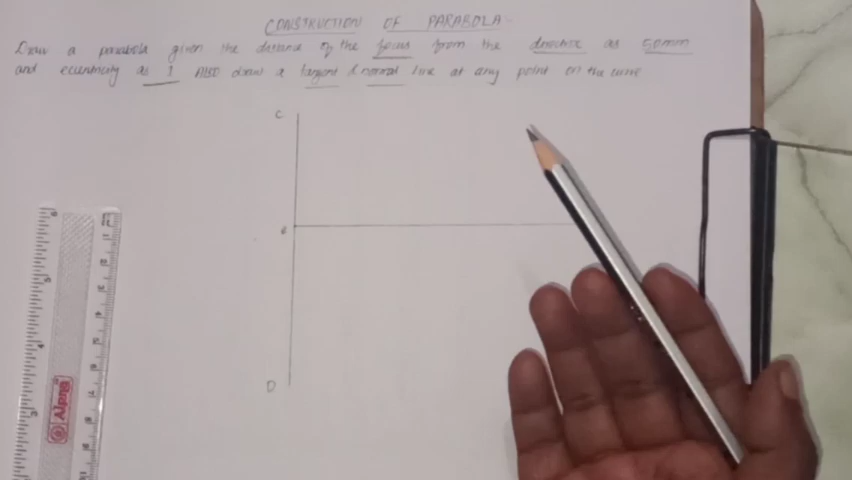 CONSTRUCTION OF PARABOLA
Draw a parabola given the distance of the focus from the directrix as 50mm
and eccentricity as 1 Also draw a tangent & normal line at any point on the curve
C
D